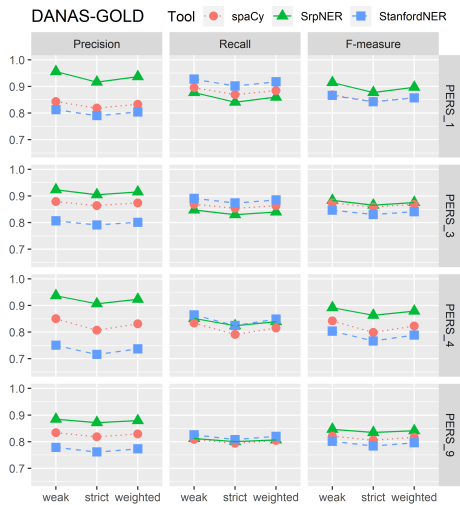 DANAS-GOLD Tool spaCy SrpNER StanfordNER
Precision Recall F-measure
1.0
0.9
0.8
0.7
PERS_1
1.0
0.9
0.8
0.7
PERS_3
1.0
0.9
0.8
0.7
PERS_4
1.0
0.9
0.8
0.7
PERS_9
weak strict weighted weak strict weighted weak strict weighted